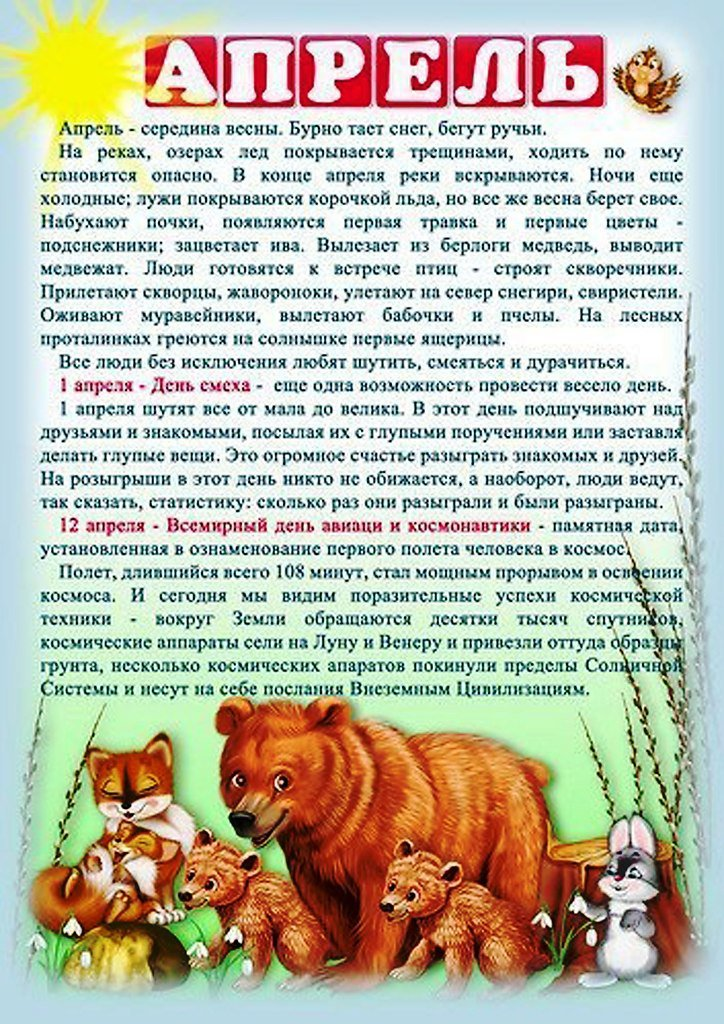 АПРЕЛЬ
Апрель - середина весны. Бурно тает снег, бегут ручьи.
На реках, озерах лед покрывается трещинами, ходить по нему
становится опасно. В конце апреля реки вскрываются. Ночи еще
холодные; лужи покрываются корочкой льда, но все же весна берет свое.
Набухают почки, появляются первая травка и первые цветы -
подснежники; зацветает ива. Вылезает из берлоги медведь, выводит
медвежат. Люди готовятся к встрече птиц - строят скворечники.
Прилетают скворцы, жавороноки, улетают на север снегири, свиристели.
Оживают муравейники, вылетают бабочки и пчелы. На лесных
проталинках греются на солнышке первые ящерицы.
Все люди без исключения любят шутить, смеяться и дурачиться.
1 апреля - День смеха - еще одна возможность провести весело день.
1 апреля шутят все от мала до велика. В этот день подшучивают над
друзьями и знакомыми, посылая их с глупыми поручениями или заставля
делать глупые вещи. Это огромное счастье разыграть знакомых и друзей.
На розыгрыши в этот день никто не обижается, а наоборот, люди ведут,
так сказать, статистику: сколько раз они разыграли и были разыграны.
12 апреля - Всемирный день авиаци и космонавтики - памятная дата,
установленная в ознаменование первого полета человека в космос.
Полет, длившийся всего 108 минут, стал мощным прорывом в освоении
космоса. И сегодня мы видим поразительные успехи космической
техники - вокруг Земли обращаются десятки тысяч спутников,
космические аппараты сели на Луну и Венеру и привезли оттуда образцы
грунта, несколько космических апаратов покинули пределы Солничной
Системы и несут на себе послания Внеземным Цивилизациям.